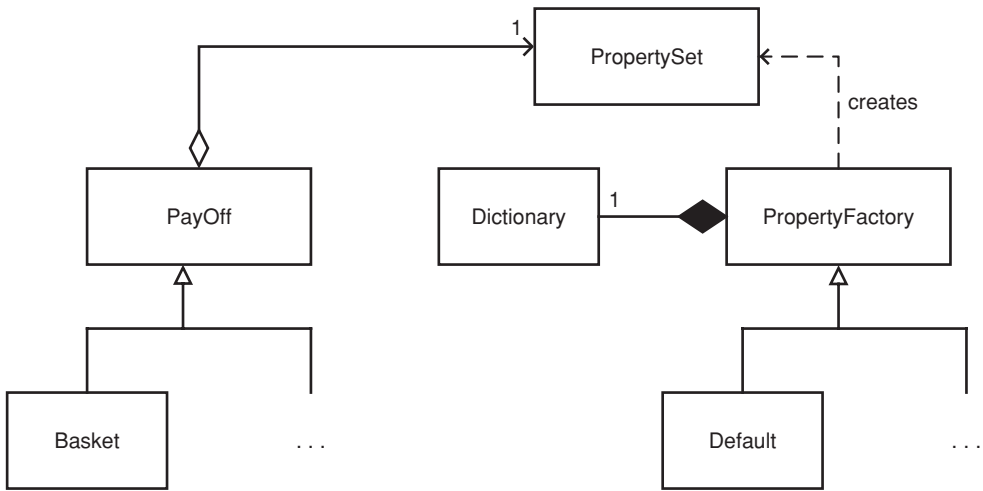 1
PropertySet
creates
PayOff
Dictionary
1
PropertyFactory
Basket
. . .
Default
. . .